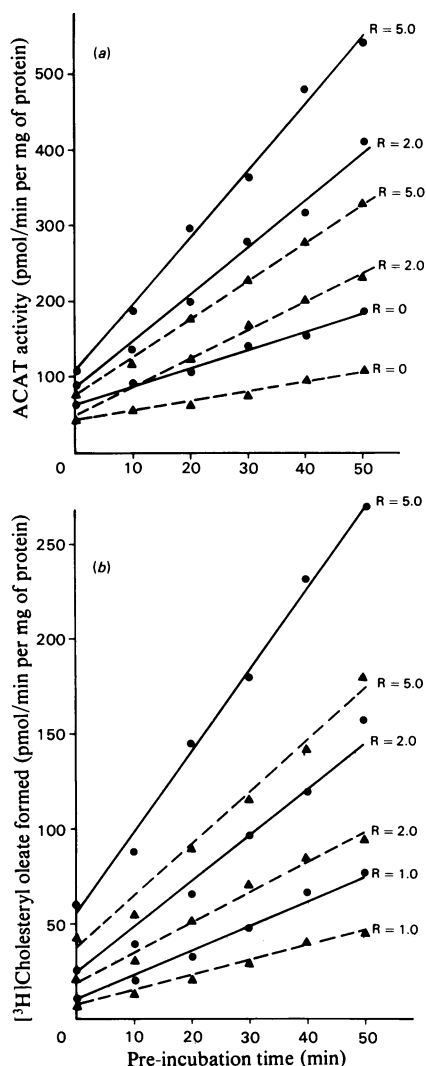 (a)
R = 5.0
500
400
R = 2.0
R = 5.0
300
R = 2.0
200
R = 0
100
R = 0
0
10
20
30
40
50
ACAT activity (pmol/min per mg of protein)
(b)
R = 5.0
250
200
R = 5.0
R = 2.0
150
100
R = 2.0
R = 1.0
50
R = 1.0
0
10
20
30
40
50
[³H]Cholesteryl oleate formed (pmol/min per mg of protein)
Pre-incubation time (min)